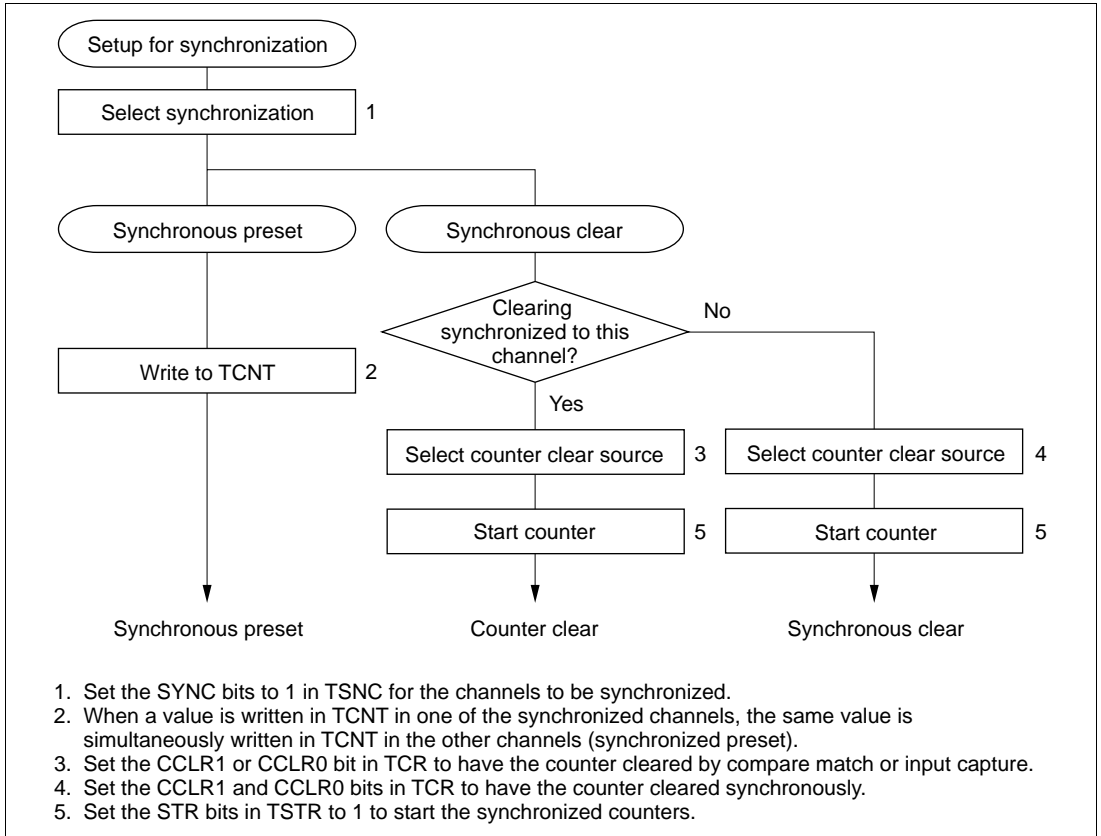 Setup for synchronization
Select synchronization 1
Synchronous preset
Synchronous clear
Clearing
synchronized to this
channel?
No
Write to TCNT 2
Yes
Select counter clear source 3
Select counter clear source 4
Start counter 5
Start counter 5
Synchronous preset
Counter clear
Synchronous clear
1. Set the SYNC bits to 1 in TSNC for the channels to be synchronized.
2. When a value is written in TCNT in one of the synchronized channels, the same value is
simultaneously written in TCNT in the other channels (synchronized preset).
3. Set the CCLR1 or CCLR0 bit in TCR to have the counter cleared by compare match or input capture.
4. Set the CCLR1 and CCLR0 bits in TCR to have the counter cleared synchronously.
5. Set the STR bits in TSTR to 1 to start the synchronized counters.